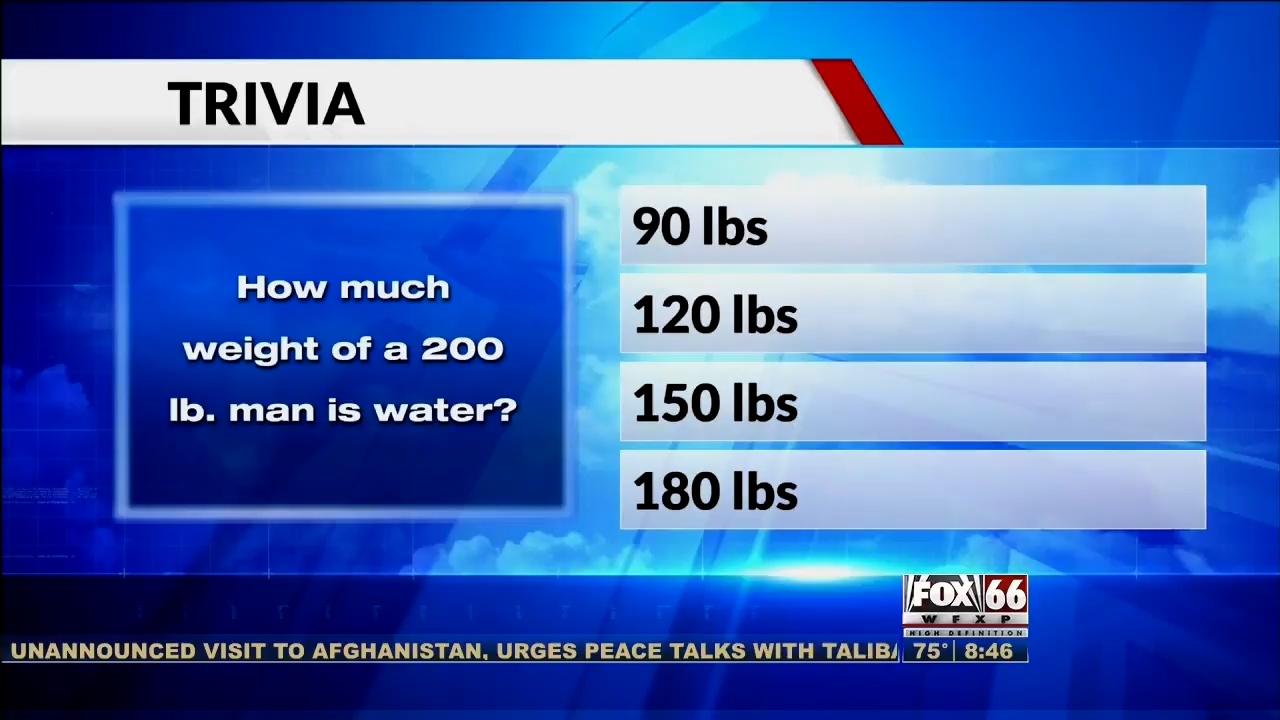 TRIVIA
How much
weight of a 200
lb. man is water?
90 lbs
120 lbs
150 lbs
180 lbs
FOX 66
WFXP
HIGH DEFINITION
UNANNOUNCED VISIT TO AFGHANISTAN, URGES PEACE TALKS WITH TALIBA
75° 8:46